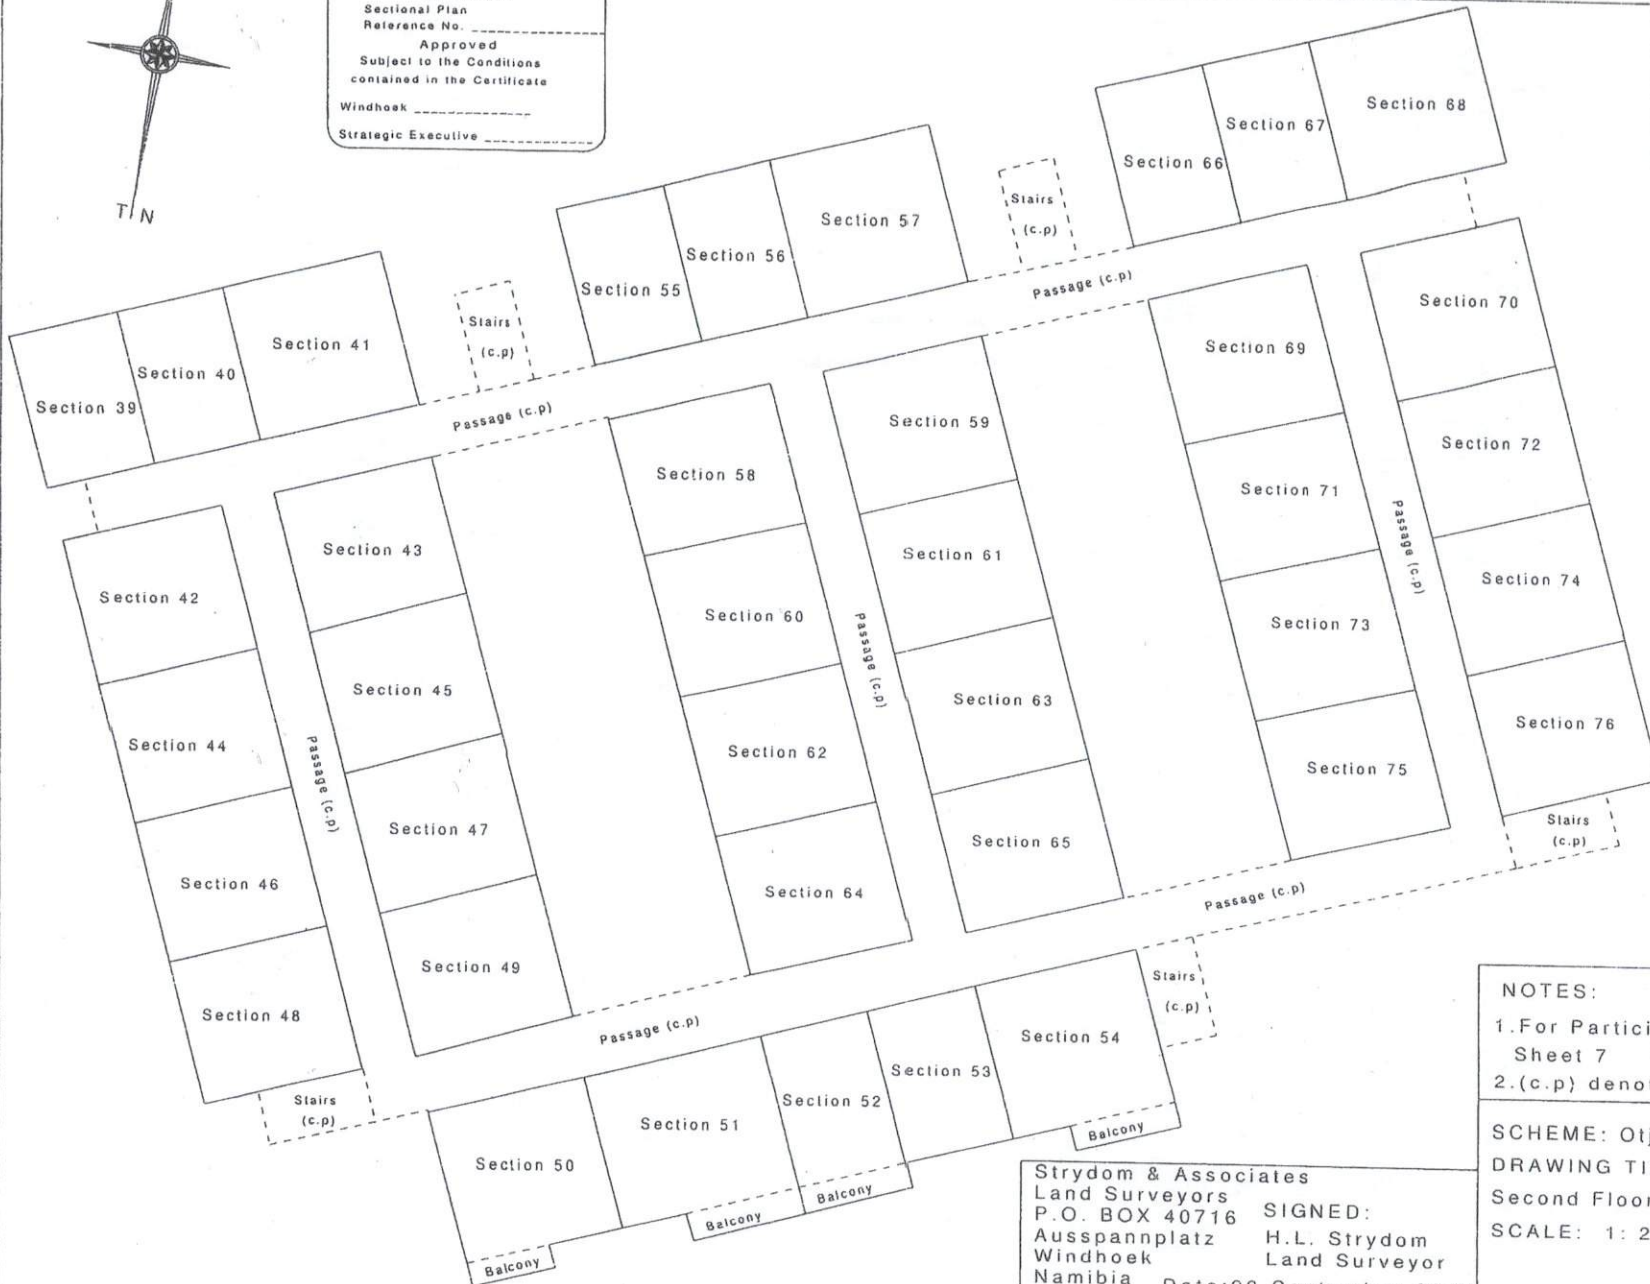 Sectional Plan
Reference No.
Approved
Subject to the Conditions
contained in the Certificate
Windhoek
Strategic Executive
T N
Section 68
Section 67
Section 66
Section 57
Section 56
Section 55
Stairs
(c.p)
Passage (c.p)
Section 41
Section 40
Section 39
Stairs
(c.p)
Passage (c.p)
Section 70
Section 69
Section 72
Section 71
Passage (c.p)
Section 74
Section 73
Section 76
Section 75
Stairs
(c.p)
Section 59
Section 58
Section 61
Section 60
Passage (c.p)
Section 63
Section 62
Section 65
Section 64
Passage (c.p)
Section 43
Section 42
Section 45
Section 44
Passage (c.p)
Section 47
Section 46
Section 49
Section 48
Stairs
(c.p)
Passage (c.p)
Stairs
(c.p)
Section 54
Section 53
Section 52
Section 51
Section 50
Balcony
Balcony
Balcony
Balcony
NOTES:
1.For Partici
Sheet 7
2.(c.p) deno
SCHEME: Otj
DRAWING TI
Second Floor
SCALE: 1: 2
Strydom & Associates
Land Surveyors
P.O. BOX 40716 SIGNED:
Ausspannplatz H.L. Strydom
Windhoek Land Surveyor
Namibia